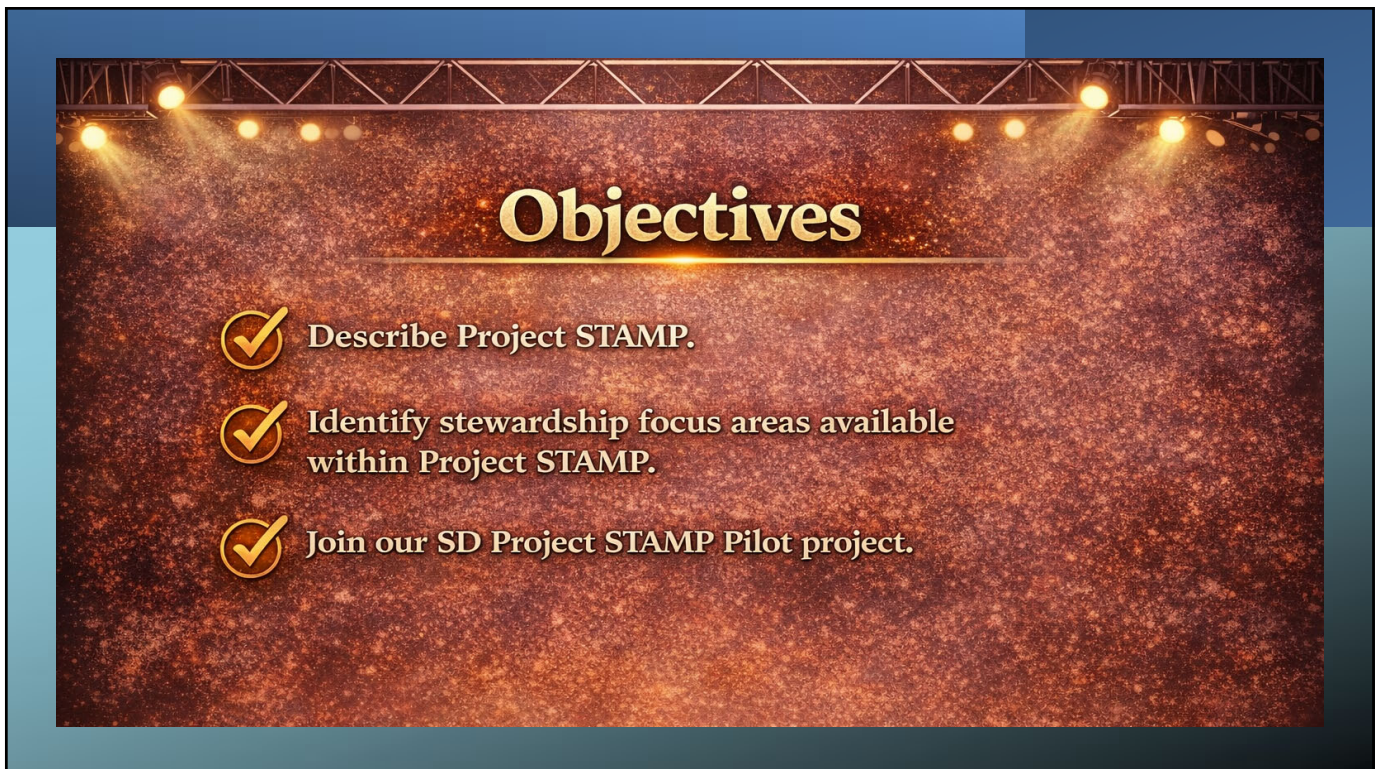 Objectives
Describe Project STAMP.
Identify stewardship focus areas available
within Project STAMP.
Join our SD Project STAMP Pilot project.